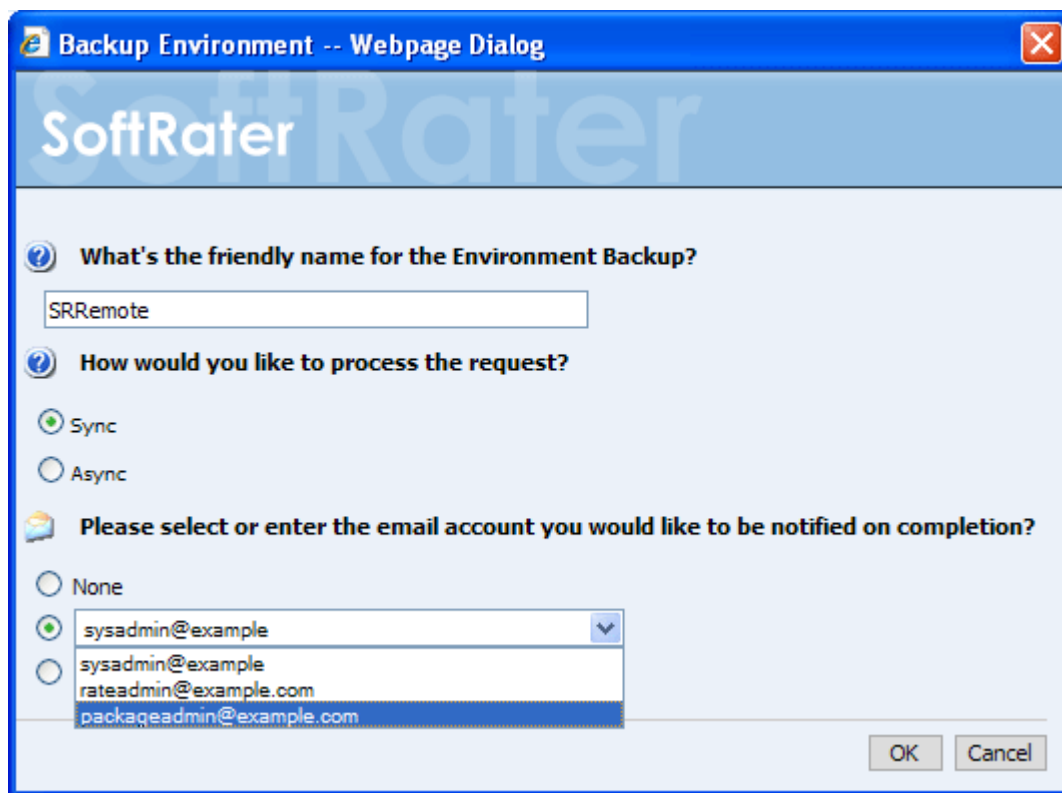 Backup Environment -- Webpage Dialog
SoftRater
SoftRater
What's the friendly name for the Environment Backup?
SRRemote
How would you like to process the request?
Sync
Async
Please select or enter the email account you would like to be notified on completion?
None
sysadmin@example
sysadmin@example
rateadmin@example.com
packageadmin@example.com
OK Cancel